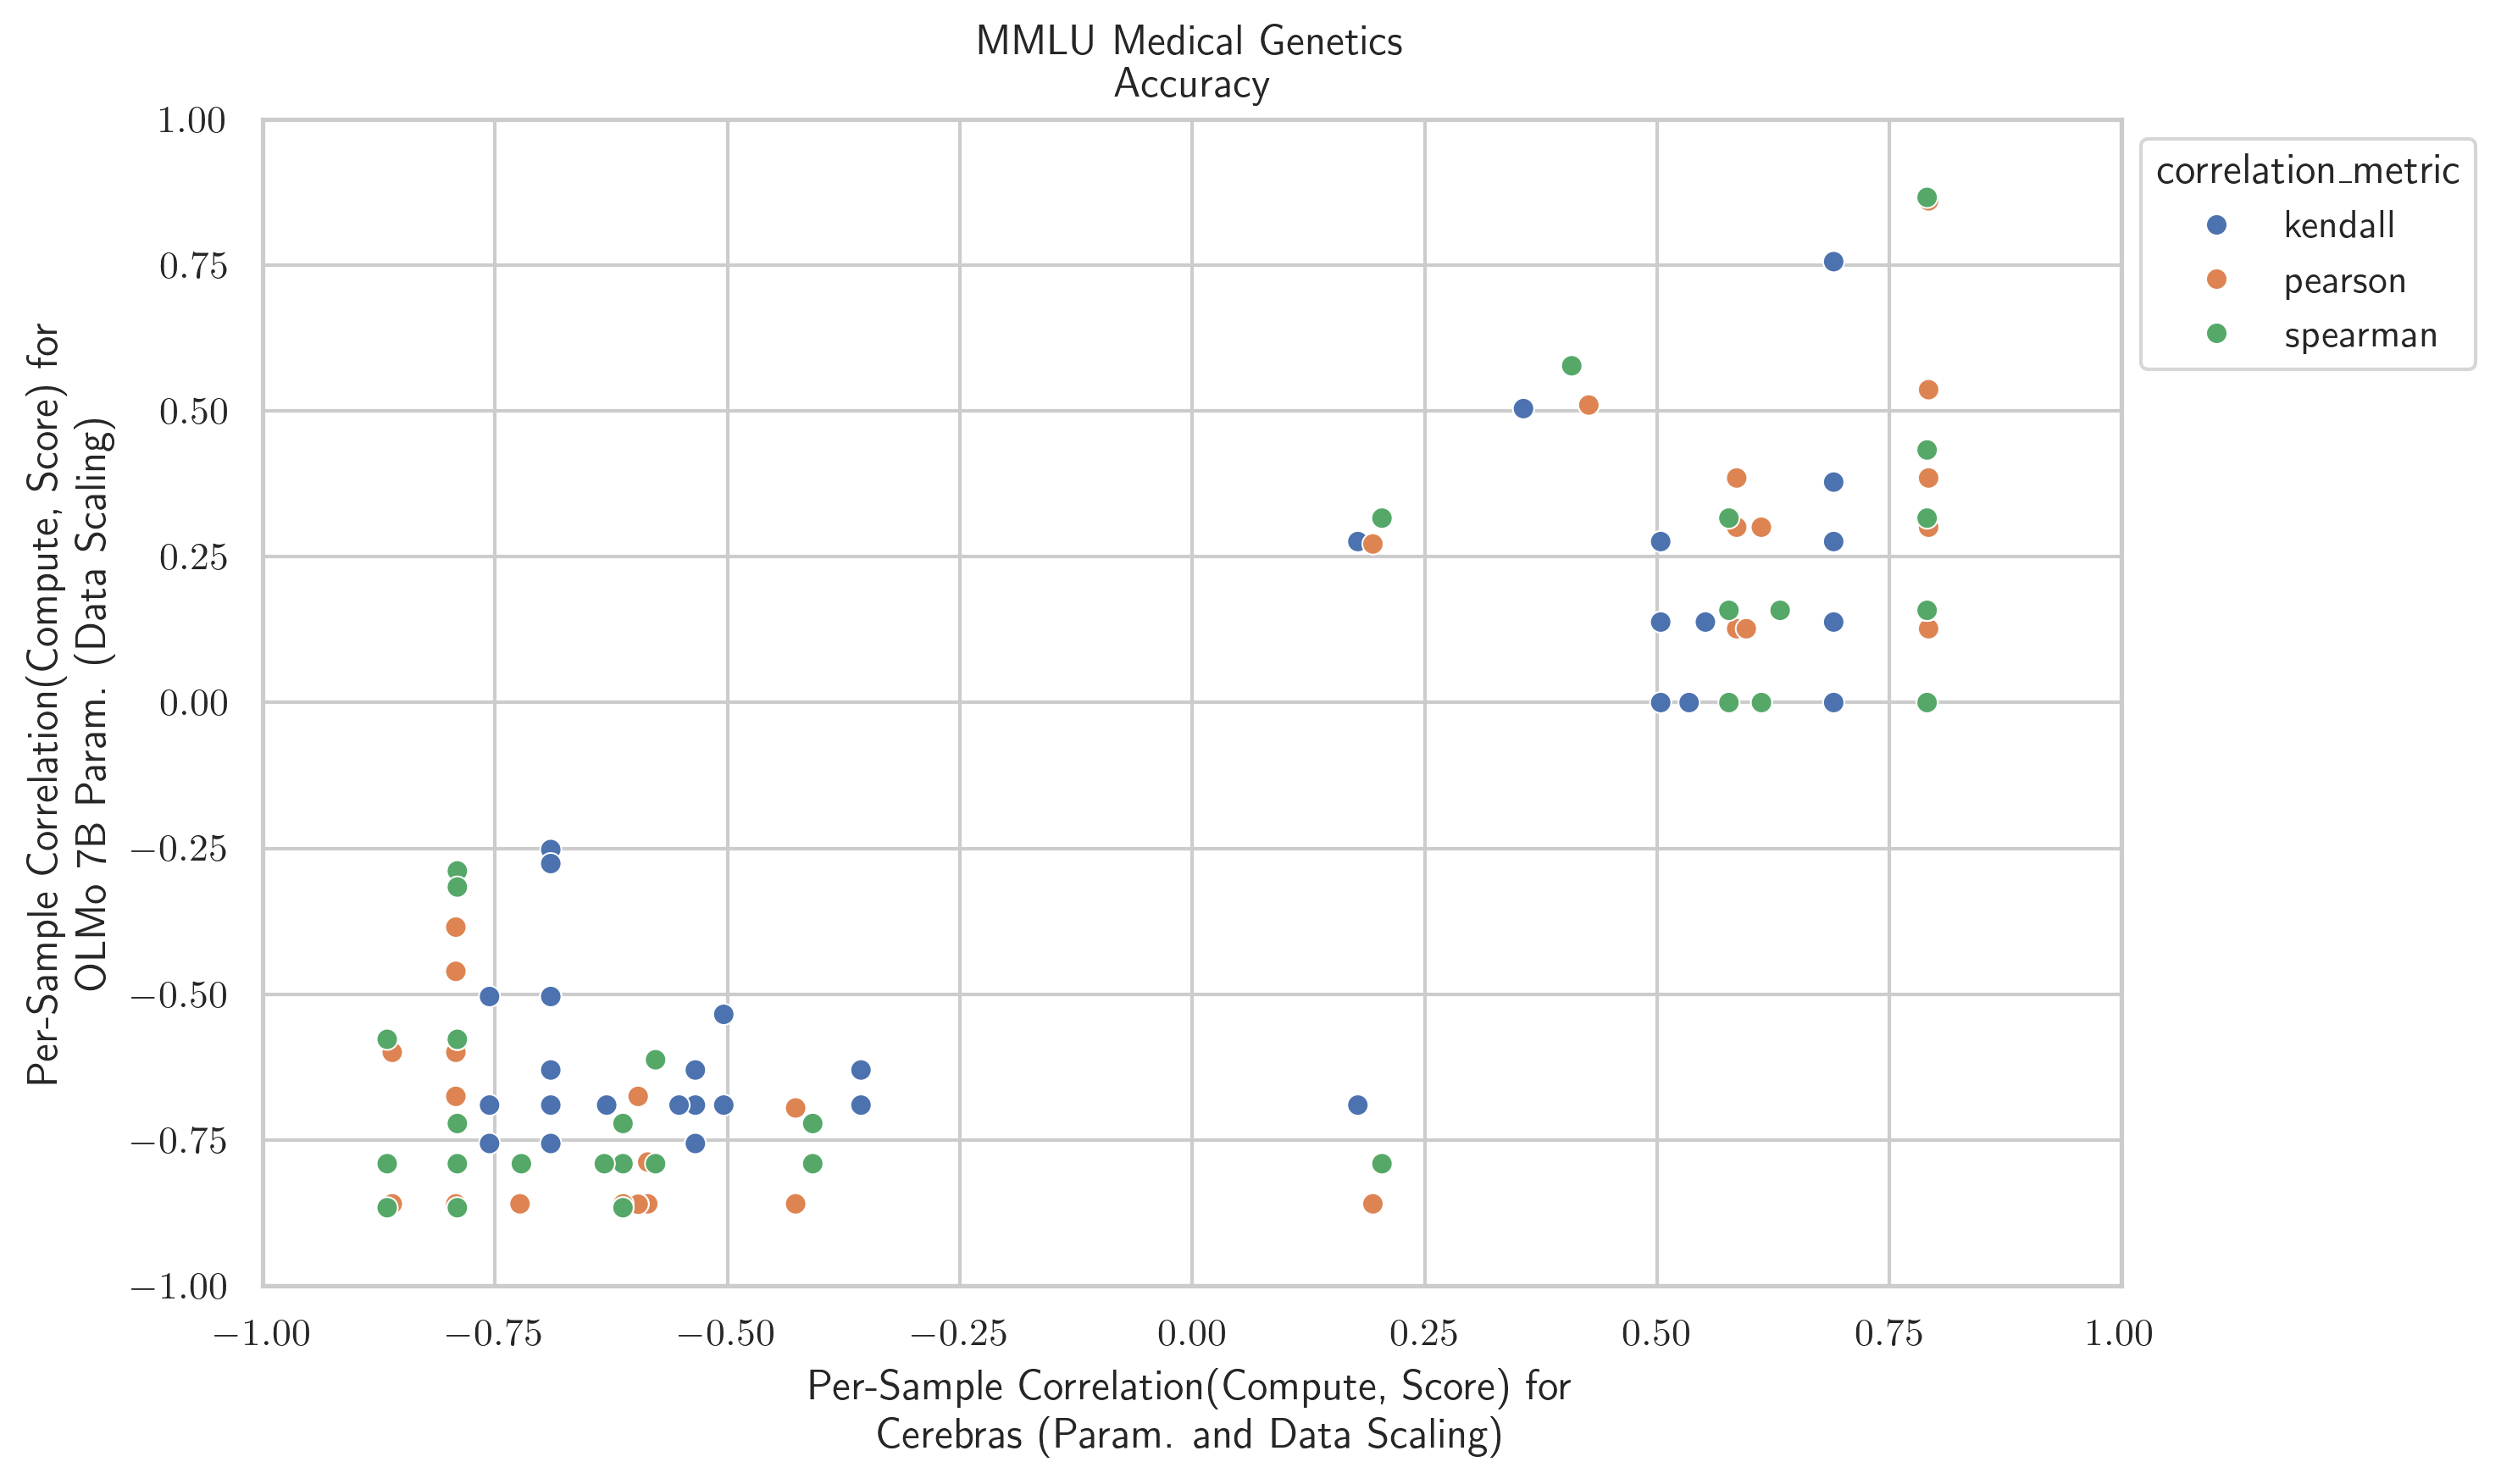 MMLU Medical Genetics
Accuracy
1.00
0.75
0.50
0.25
0.00
−0.25
−0.50
−0.75
−1.00
Per-Sample Correlation(Compute, Score) for
OLMo 7B Param. (Data Scaling)
correlation_metric
kendall
pearson
spearman
−1.00 −0.75 −0.50 −0.25 0.00 0.25 0.50 0.75 1.00
Per-Sample Correlation(Compute, Score) for
Cerebras (Param. and Data Scaling)